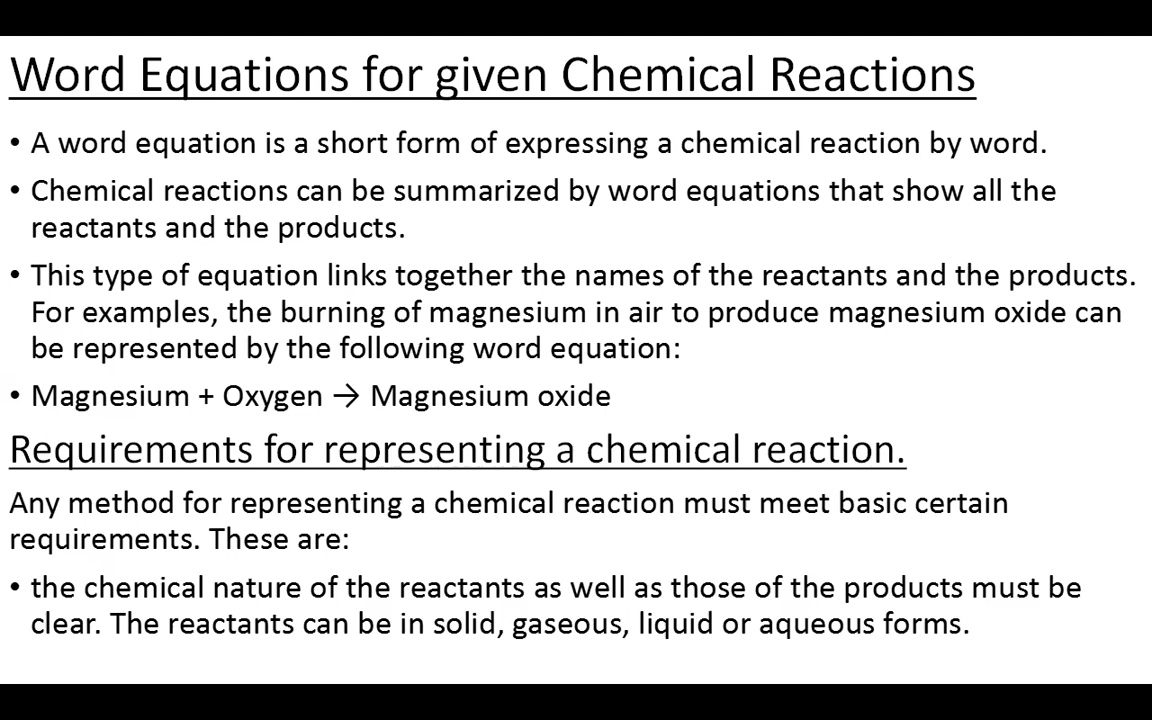 Word Equations for given Chemical Reactions
• A word equation is a short form of expressing a chemical reaction by word.
• Chemical reactions can be summarized by word equations that show all the
reactants and the products.
• This type of equation links together the names of the reactants and the products.
For examples, the burning of magnesium in air to produce magnesium oxide can
be represented by the following word equation:
• Magnesium + Oxygen → Magnesium oxide
Requirements for representing a chemical reaction.
Any method for representing a chemical reaction must meet basic certain
requirements. These are:
• the chemical nature of the reactants as well as those of the products must be
clear. The reactants can be in solid, gaseous, liquid or aqueous forms.